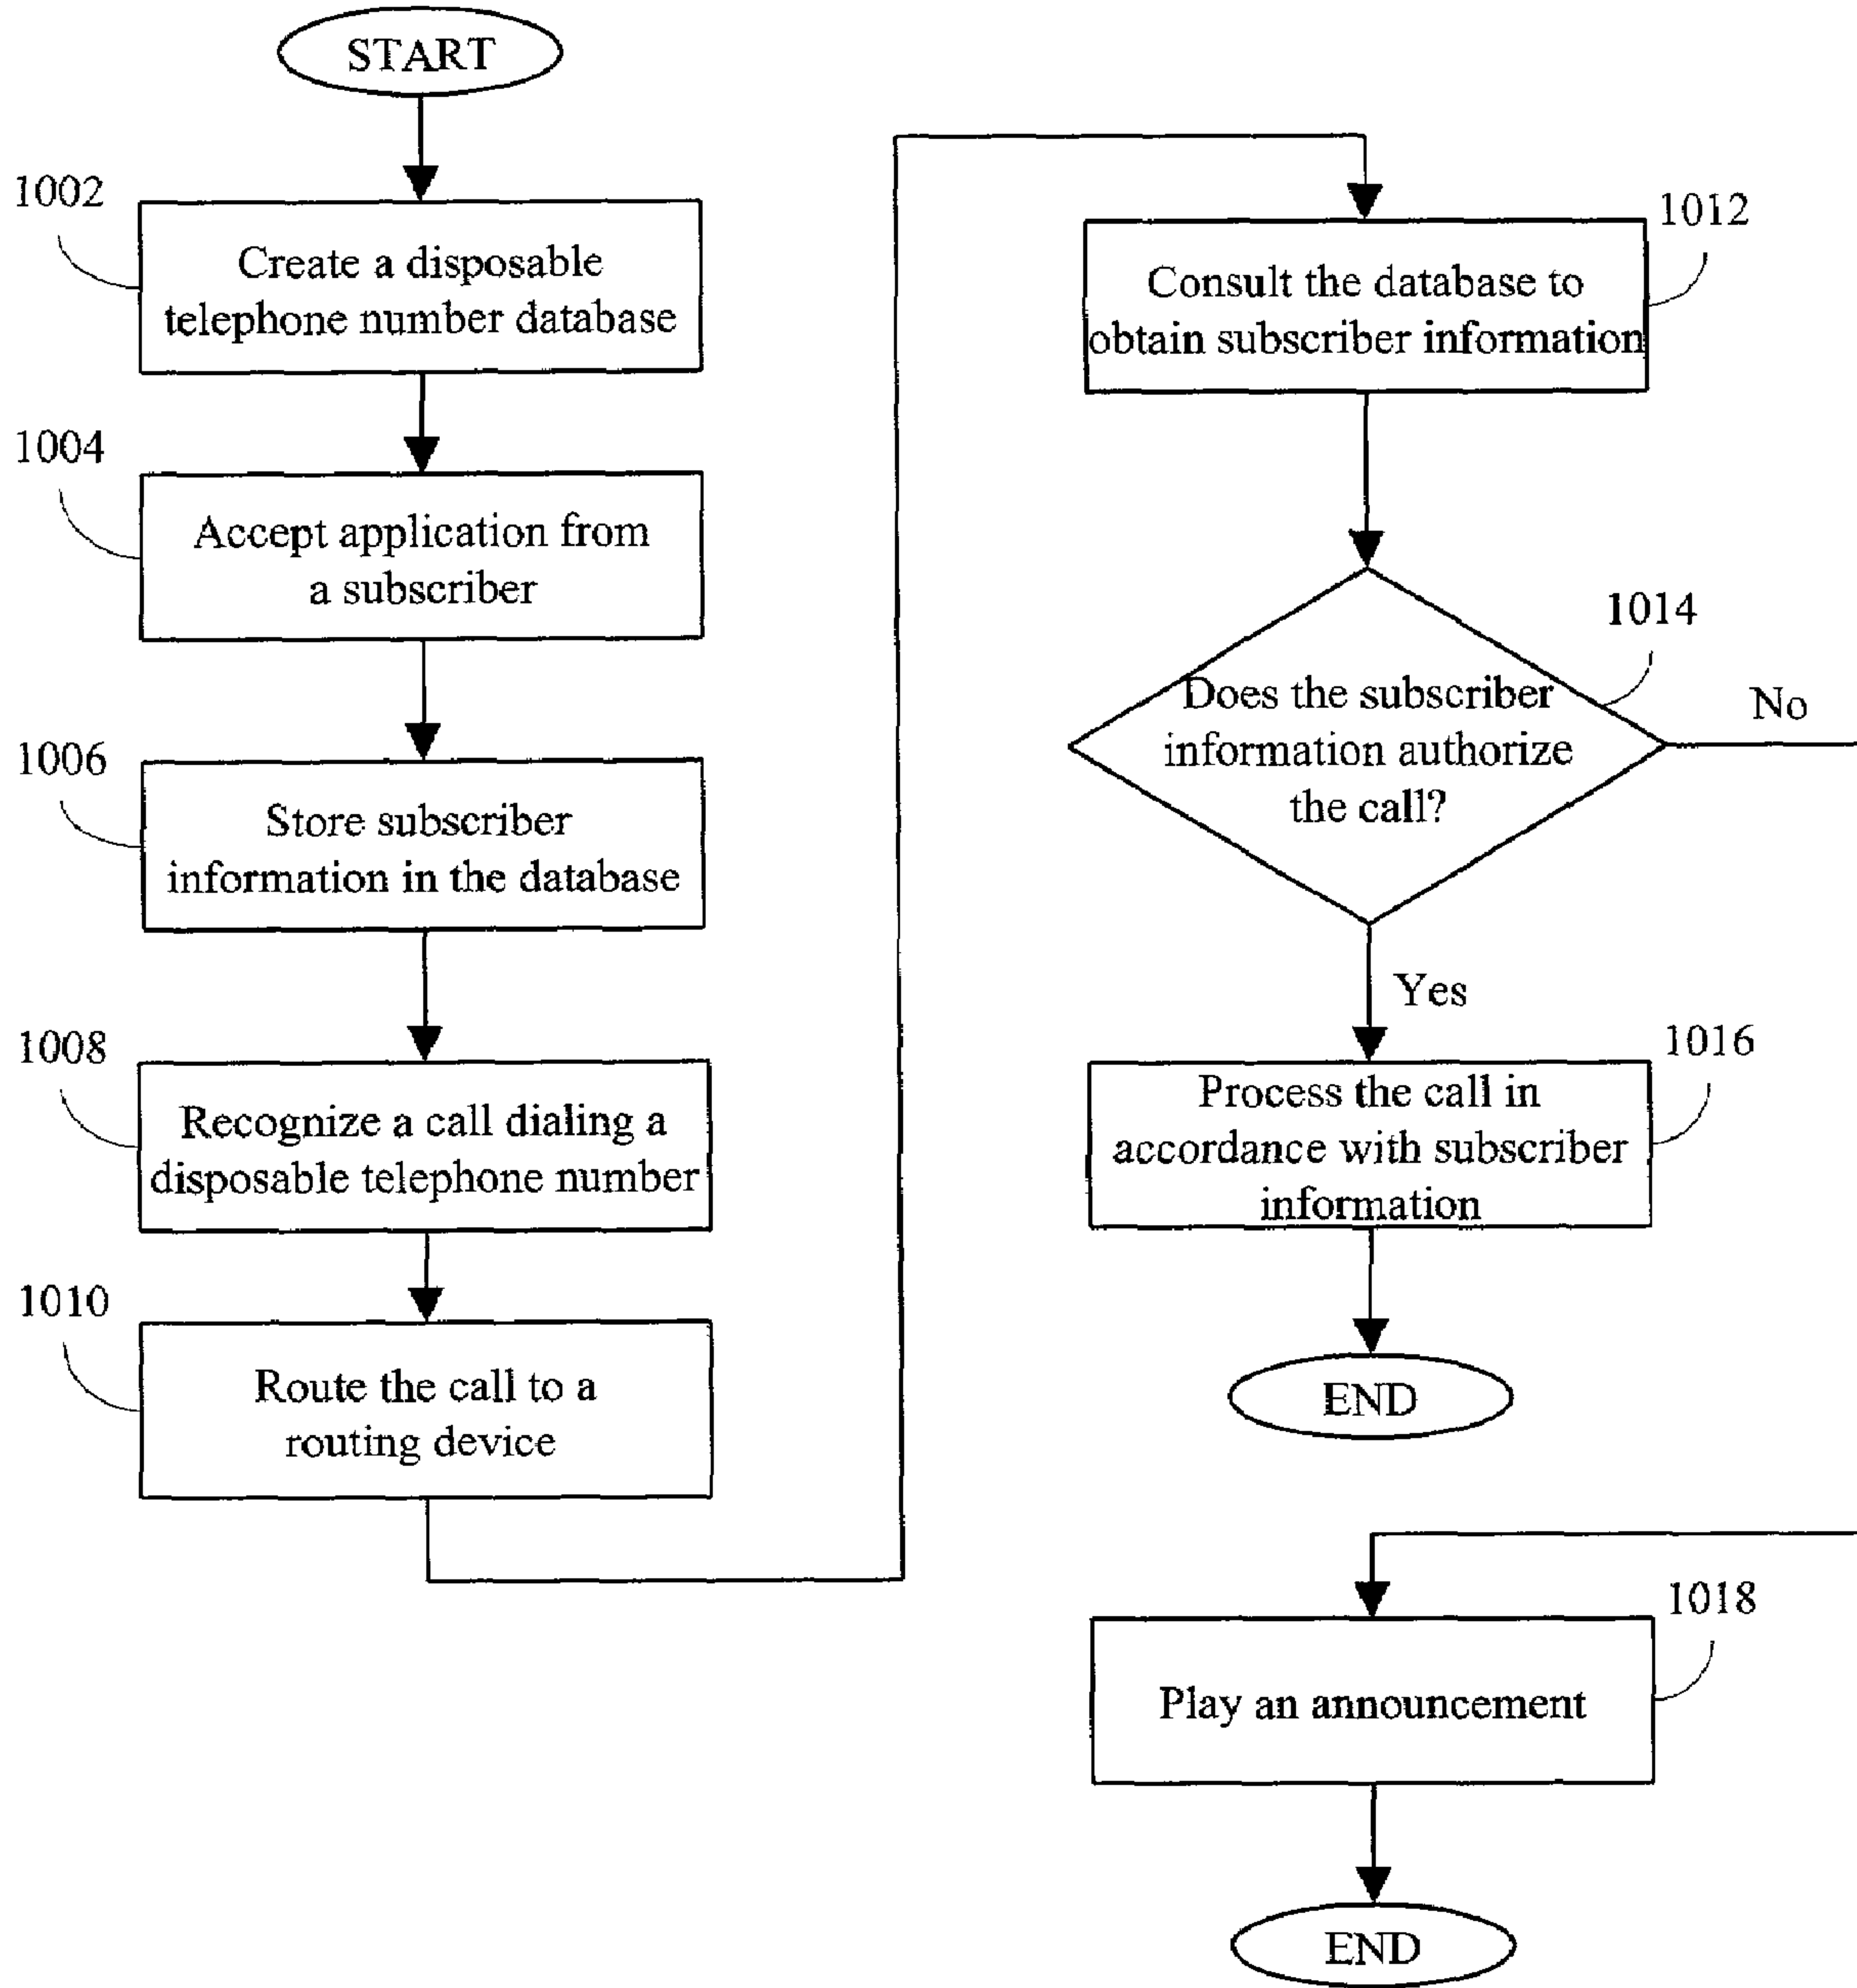 START
1002
Create a disposable
telephone number database
1004
Accept application from
a subscriber
1006
Store subscriber
information in the database
1008
Recognize a call dialing a
disposable telephone number
1010
Route the call to a
routing device
1012
Consult the database to
obtain subscriber information
1014
Does the subscriber
information authorize
the call?
No
Yes
1016
Process the call in
accordance with subscriber
information
END
1018
Play an announcement
END